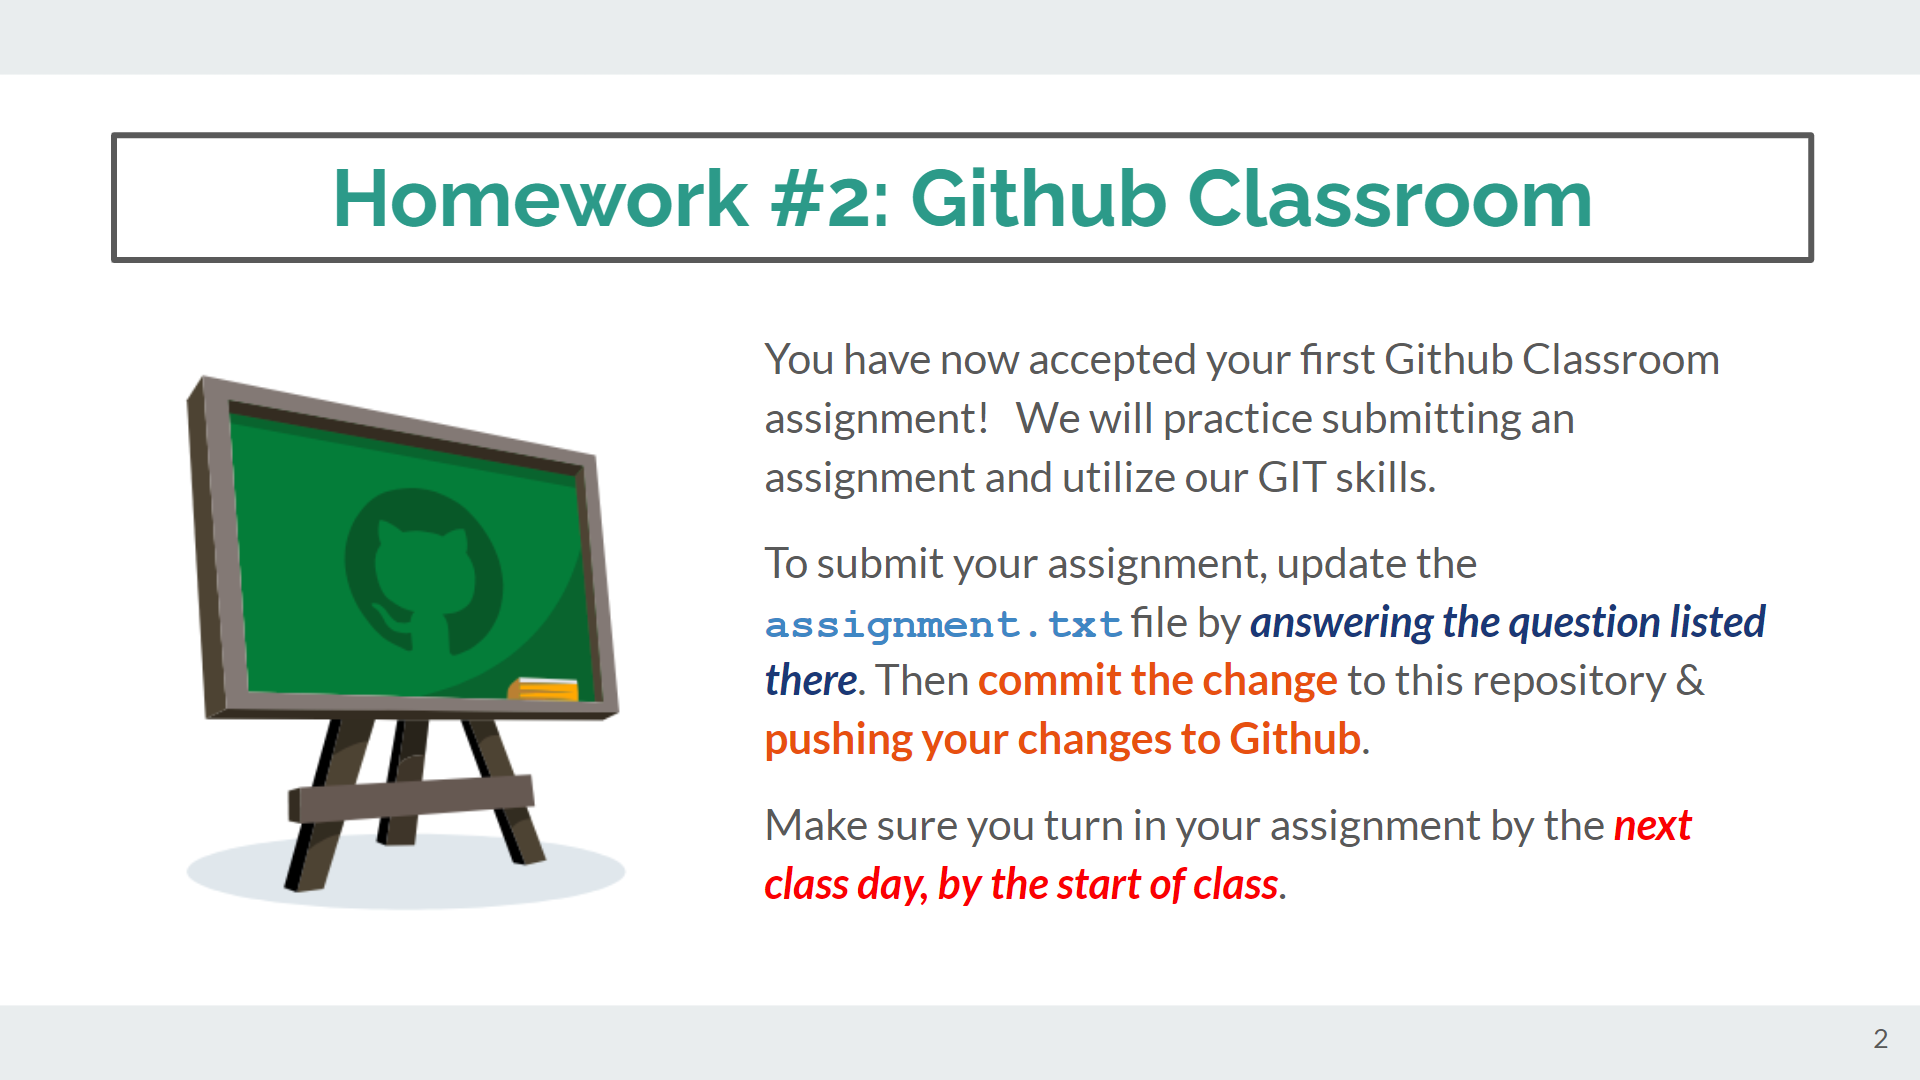 Homework #2: Github Classroom
You have now accepted your first Github Classroom
assignment!   We will practice submitting an
assignment and utilize our GIT skills.
To submit your assignment, update the
assignment.txt file by answering the question listed
there. Then commit the change to this repository &
pushing your changes to Github.
Make sure you turn in your assignment by the next
class day, by the start of class.
2